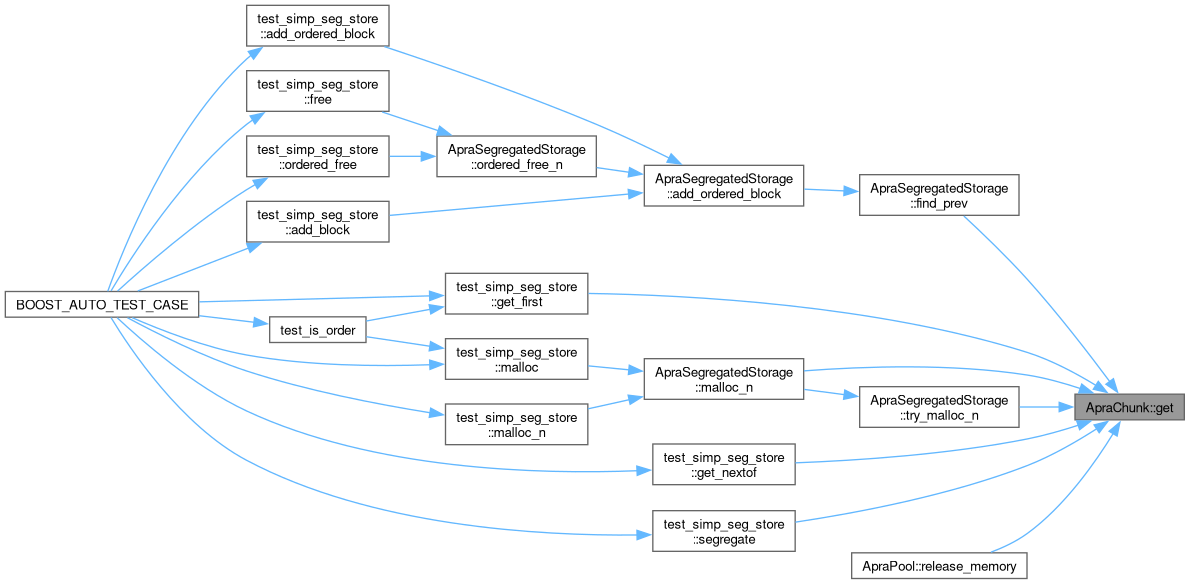 test_simp_seg_store
::add_ordered_block
test_simp_seg_store
::free
test_simp_seg_store
::ordered_free
test_simp_seg_store
::add_block
BOOST_AUTO_TEST_CASE
test_is_order
ApraSegregatedStorage
::ordered_free_n
test_simp_seg_store
::get_first
test_simp_seg_store
::malloc
test_simp_seg_store
::malloc_n
ApraSegregatedStorage
::add_ordered_block
ApraSegregatedStorage
::malloc_n
test_simp_seg_store
::get_nextof
test_simp_seg_store
::segregate
ApraSegregatedStorage
::find_prev
ApraSegregatedStorage
::try_malloc_n
ApraPool::release_memory
ApraChunk::get